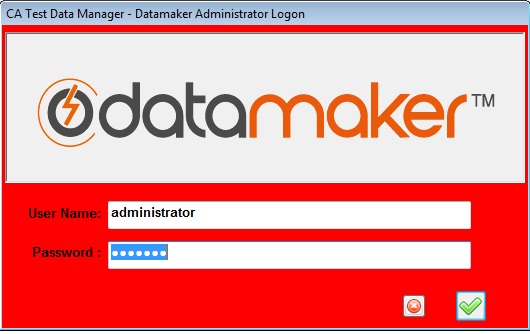 CA Test Data Manager - Datamaker Administrator Logon
datamaker™
User Name: administrator
Password : •••••••